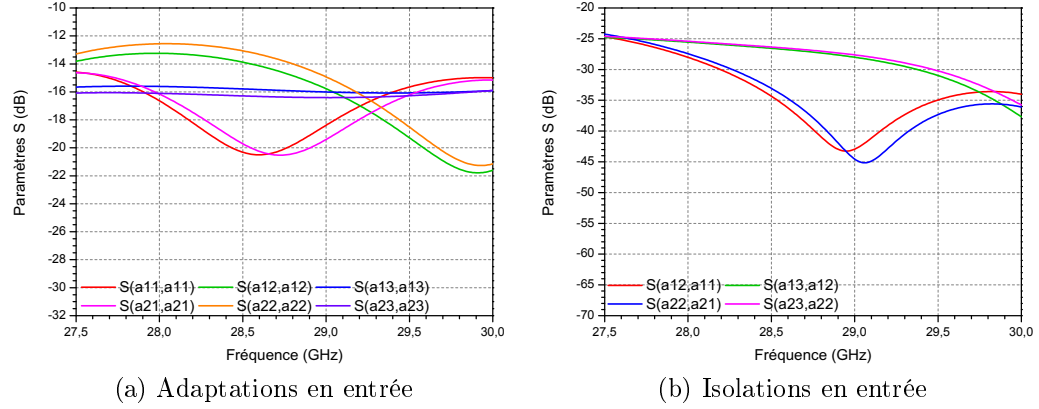 -10
-12
-14
-16
-18
-20
-22
-24
-26
-28
-30
-32
Paramètres S (dB)
S(a11,a11) S(a12,a12) S(a13,a13)
S(a21,a21) S(a22,a22) S(a23,a23)
27,5 28,0 28,5 29,0 29,5 30,0
Fréquence (GHz)
(a) Adaptations en entrée
-20
-25
-30
-35
-40
-45
-50
-55
-60
-65
-70
Paramètres S (dB)
S(a12,a11) S(a13,a12)
S(a22,a21) S(a23,a22)
27,5 28,0 28,5 29,0 29,5 30,0
Fréquence (GHz)
(b) Isolations en entrée